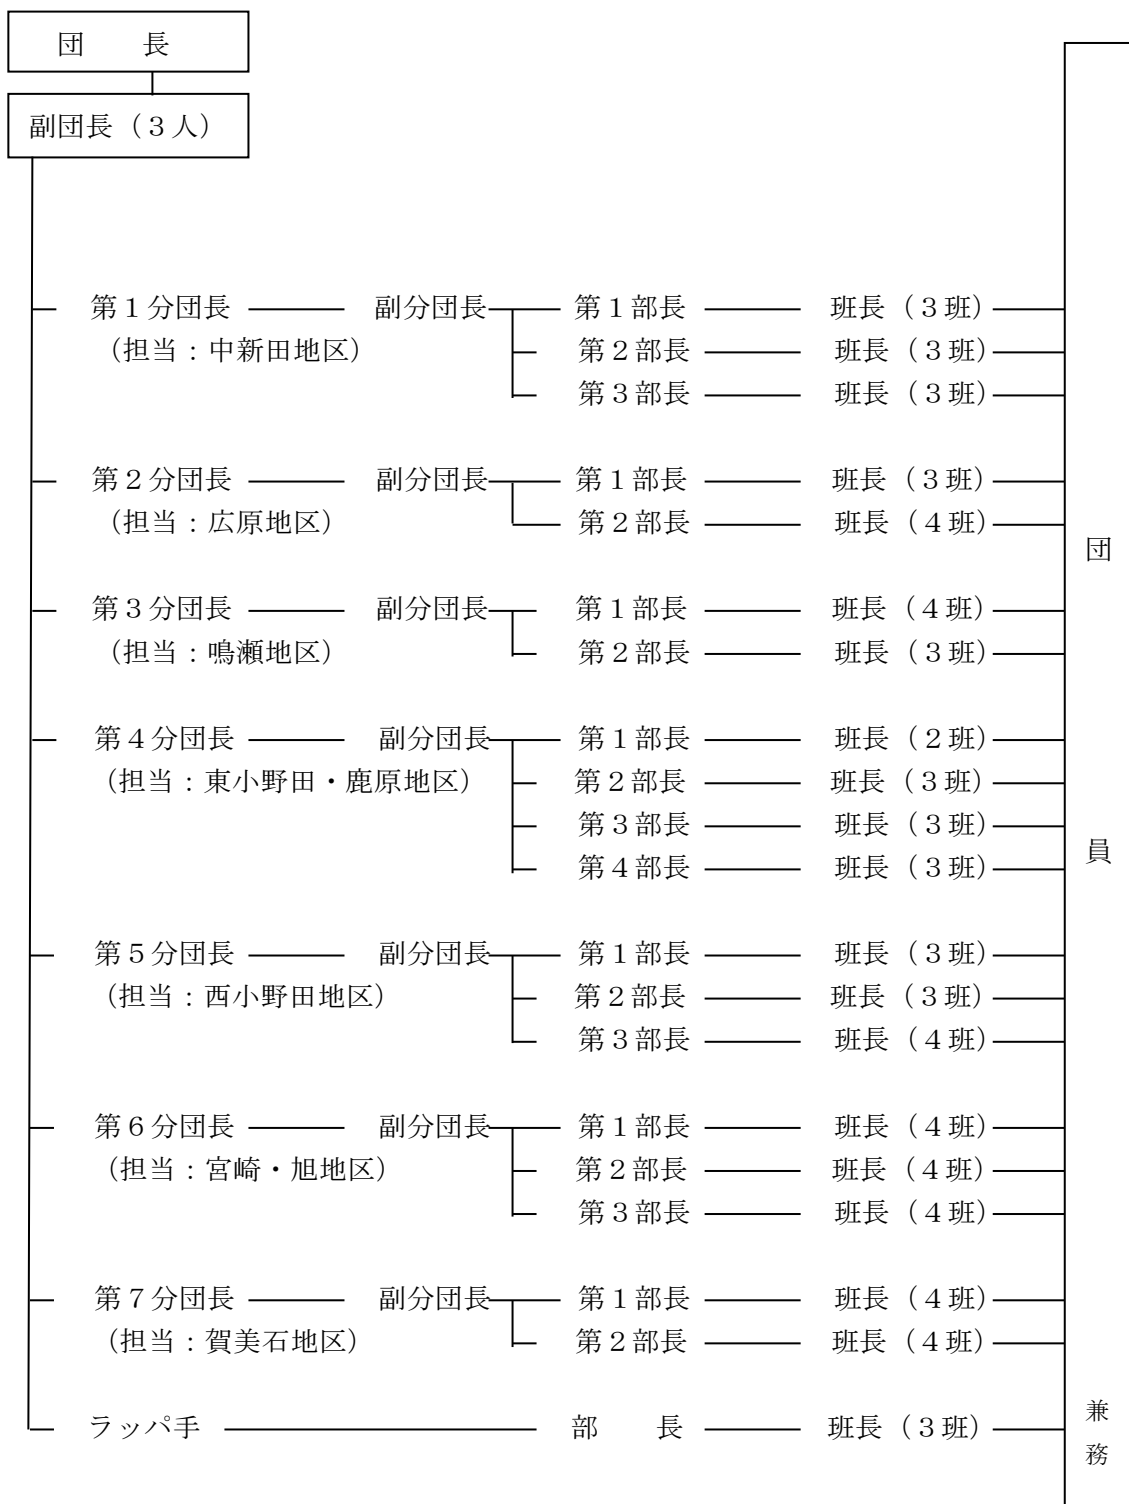 団　　長
副団長（３人）
第１分団長　副分団長　第１部長　班長（３班）
（担当：中新田地区）　第２部長　班長（３班）
第３部長　班長（３班）
第２分団長　副分団長　第１部長　班長（３班）
（担当：広原地区）　第２部長　班長（４班）
団
第３分団長　副分団長　第１部長　班長（４班）
（担当：鳴瀬地区）　第２部長　班長（３班）
第４分団長　副分団長　第１部長　班長（２班）
（担当：東小野田・鹿原地区）　第２部長　班長（３班）
第３部長　班長（３班）
員
第４部長　班長（３班）
第５分団長　副分団長　第１部長　班長（３班）
（担当：西小野田地区）　第２部長　班長（３班）
第３部長　班長（４班）
第６分団長　副分団長　第１部長　班長（４班）
（担当：宮崎・旭地区）　第２部長　班長（４班）
第３部長　班長（４班）
第７分団長　副分団長　第１部長　班長（４班）
（担当：賀美石地区）　第２部長　班長（４班）
ラッパ手　部　　長　班長（３班）
兼務